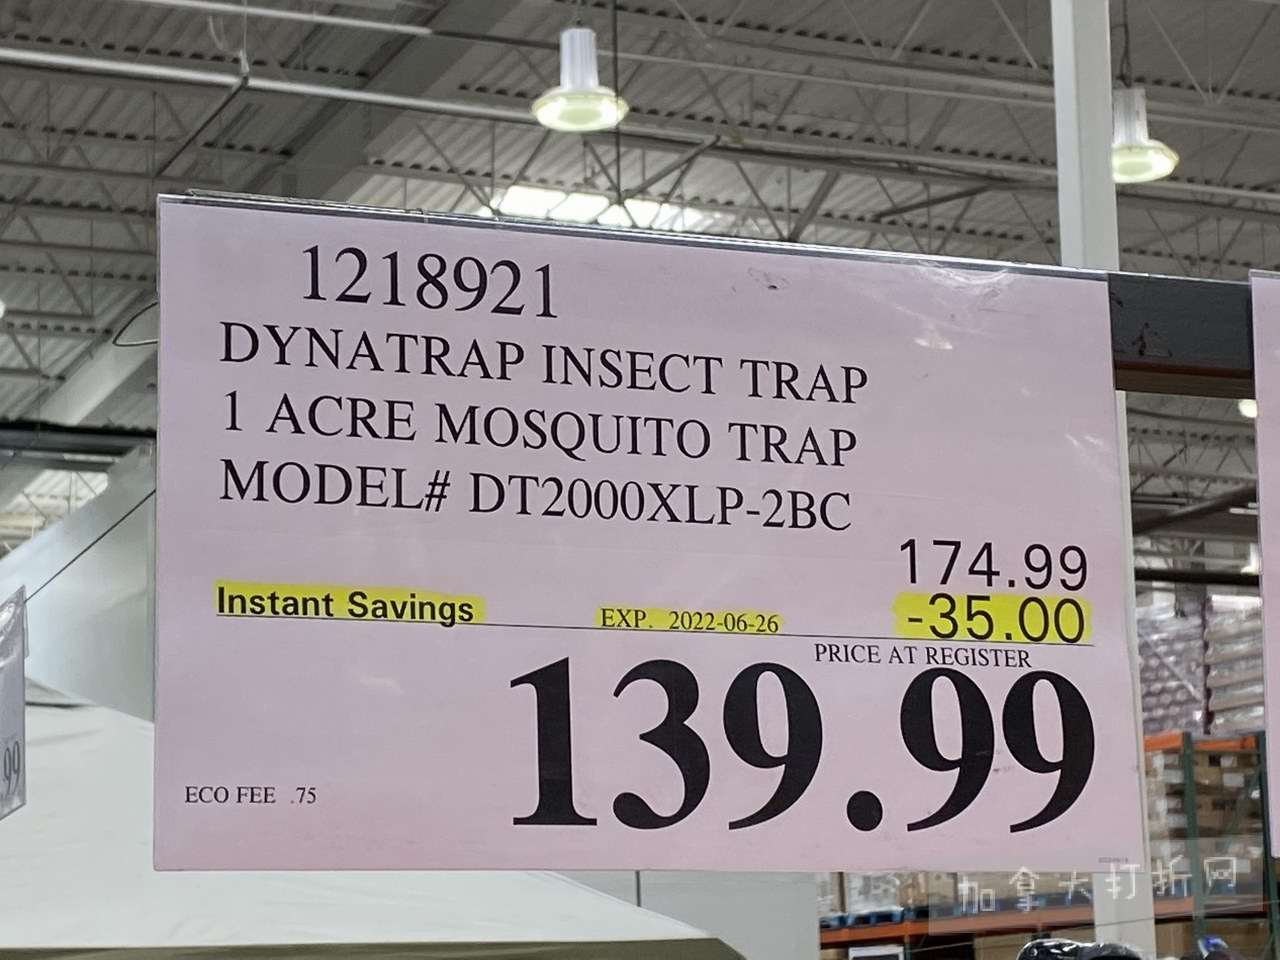 1218921
DYNATRAP INSECT TRAP
1 ACRE MOSQUITO TRAP
MODEL# DT2000XLP-2BC
174.99
Instant Savings EXP. 2022-06-26 -35.00
PRICE AT REGISTER
139.99
ECO FEE .75
.99
加拿大打折网